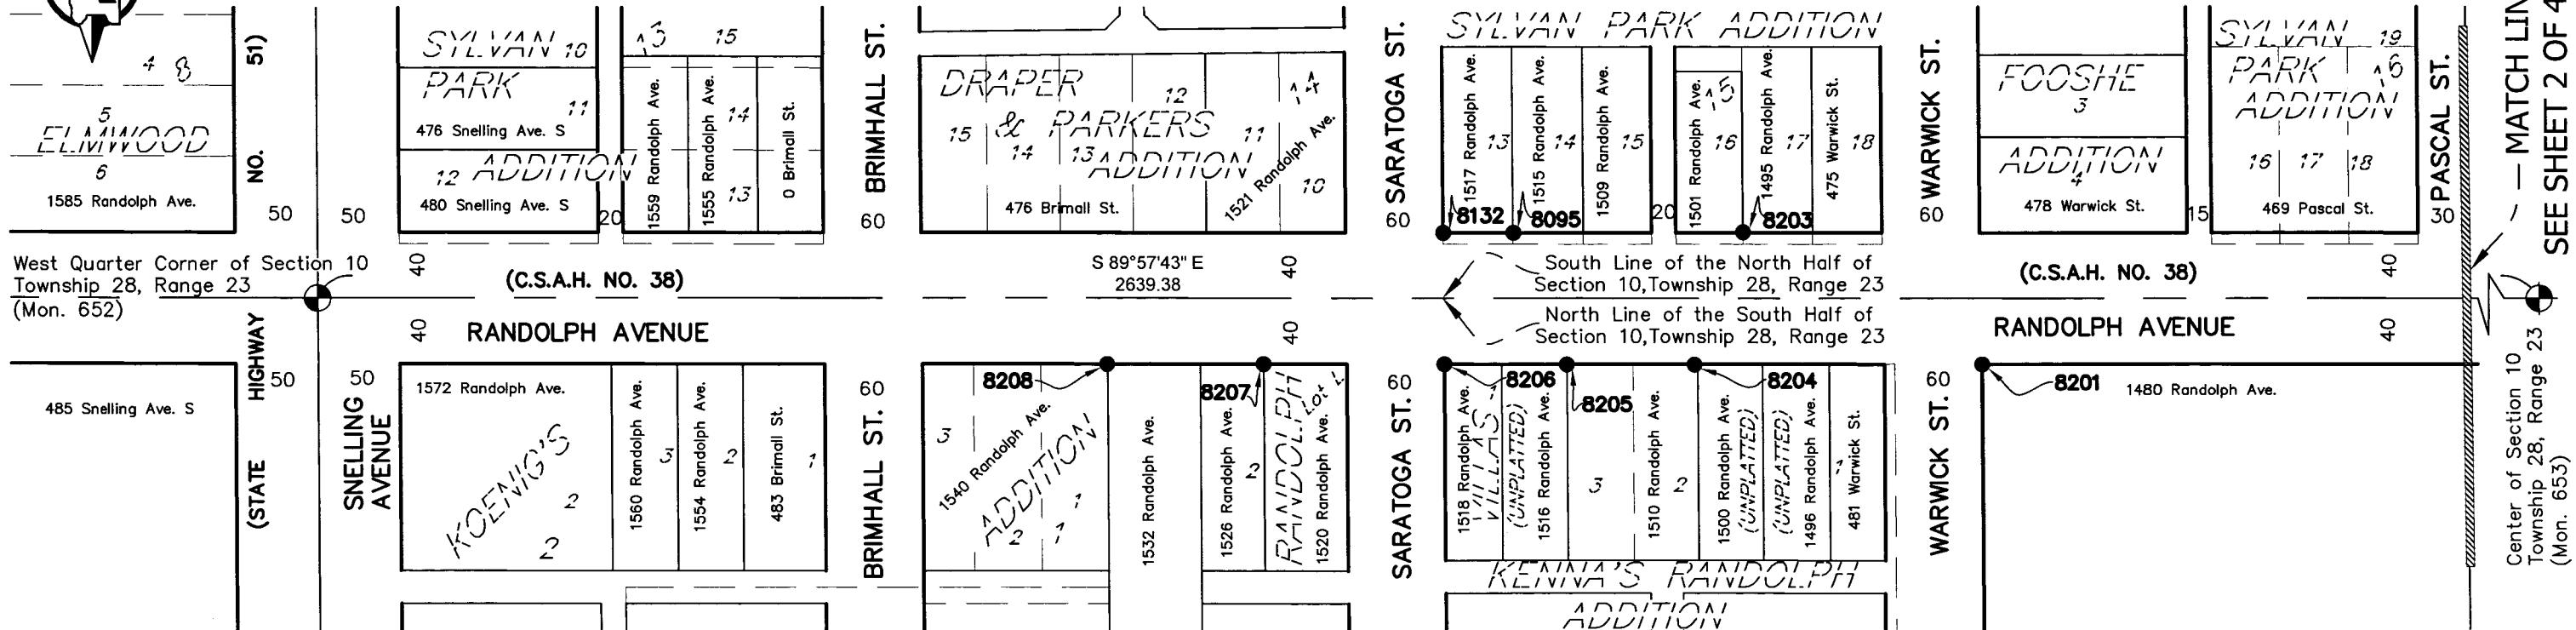 4 8
5
ELMWOOD
6
1585 Randolph Ave.
NO. 51)
50 50
SYLVAN 10
PARK
11
476 Snelling Ave. S
12 ADDITION
480 Snelling Ave. S
20
13 15
1559 Randolph Ave.
1555 Randolph Ave.
14
13
0 Brimall St.
BRIMHALL ST.
60
DRAPER
& PARKERS
ADDITION
15
14
13
12
11
14
10
476 Brimall St.
1521 Randolph Ave.
SARATOGA ST.
60
SYLVAN PARK ADDITION
1517 Randolph Ave.
13
1515 Randolph Ave.
14
1509 Randolph Ave.
15
20
1501 Randolph Ave.
15
16
1495 Randolph Ave.
17
475 Warwick St.
18
8132
8095
8203
WARWICK ST.
60
FOOSHE
3
ADDITION
4
478 Warwick St.
15
SYLVAN 19
PARK 16
ADDITION
16 17 18
469 Pascal St.
PASCAL ST.
30
MATCH LIN
SEE SHEET 2 OF 4
West Quarter Corner of Section 10
Township 28, Range 23
(Mon. 652)
40
(C.S.A.H. NO. 38)
S 89°57'43" E
2639.38
40
South Line of the North Half of
Section 10,Township 28, Range 23
North Line of the South Half of
Section 10,Township 28, Range 23
(C.S.A.H. NO. 38)
40
40
RANDOLPH AVENUE
40
RANDOLPH AVENUE
40
Center of Section 10
Township 28, Range 23
(Mon. 653)
485 Snelling Ave. S
50
(STATE HIGHWAY
50
SNELLING
AVENUE
1572 Randolph Ave.
KOENIG'S
2
2
1560 Randolph Ave.
3
1554 Randolph Ave.
2
483 Brimall St.
1
60
BRIMHALL ST.
3
1540 Randolph Ave.
ADDITION
2
1
1
8208
1532 Randolph Ave.
8207
1526 Randolph Ave.
2
RANDOLPH
Lot 1
1520 Randolph Ave.
60
SARATOGA ST.
8206
1518 Randolph Ave.
VILLAS
(UNPLATTED)
1516 Randolph Ave.
8205
3
1510 Randolph Ave.
2
8204
1500 Randolph Ave.
(UNPLATTED)
(UNPLATTED)
1496 Randolph Ave.
1
481 Warwick St.
KENNA'S RANDOLPH
ADDITION
60
WARWICK ST.
8201
1480 Randolph Ave.